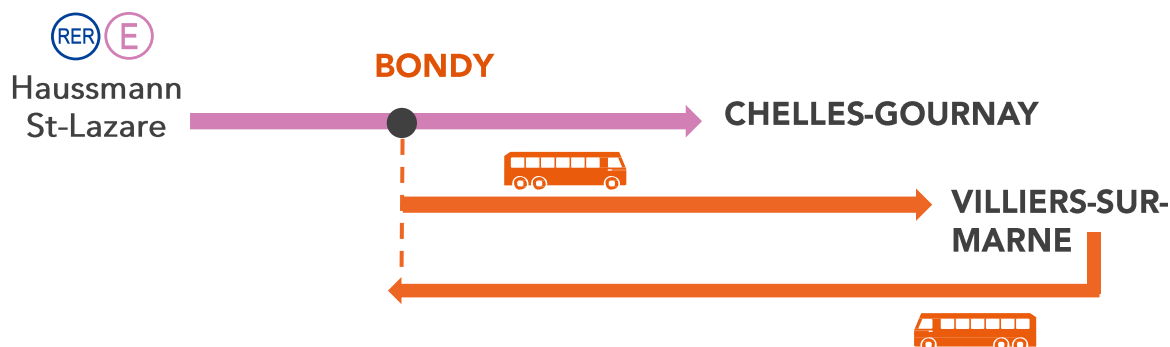 RER E
BONDY
Haussmann
St-Lazare
CHELLES-GOURNAY
VILLIERS-SUR-
MARNE